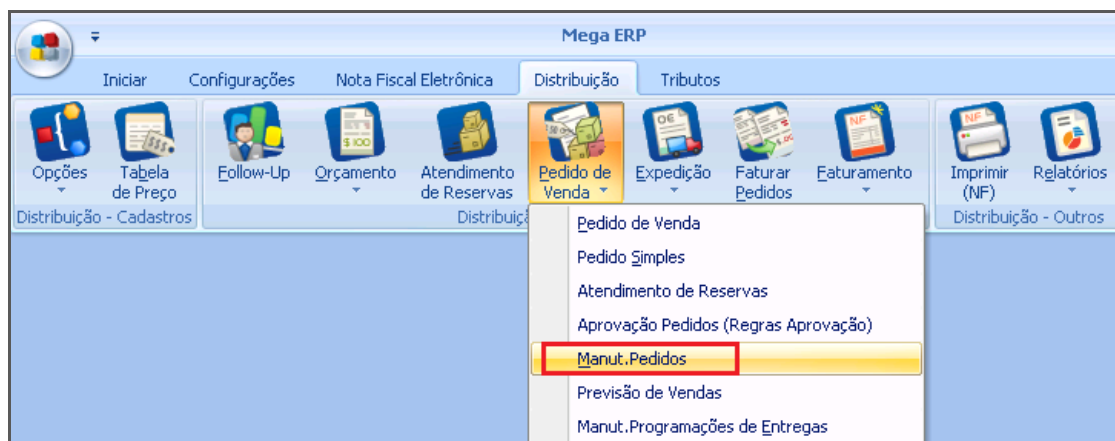 Mega ERP
Iniciar Configurações Nota Fiscal Eletrônica Distribuição Tributos
Opções Tabela de Preço Follow-Up Orçamento Atendimento de Reservas Pedido de Venda Expedição Faturar Pedidos Faturamento Imprimir (NF) Relatórios
Distribuição - Cadastros Distribuiç Distribuição - Outros
Pedido de Venda
Pedido Simples
Atendimento de Reservas
Aprovação Pedidos (Regras Aprovação)
Manut.Pedidos
Previsão de Vendas
Manut.Programações de Entregas